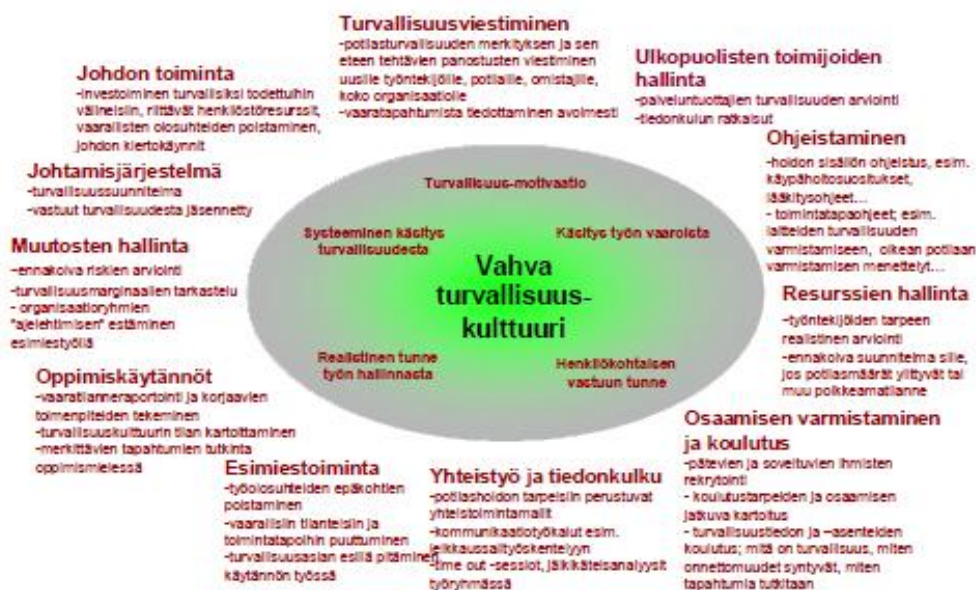 Turvallisuusviestiminen
-potilasturvallisuuden merkityksen ja sen
eteen tehtävien panostusten viestiminen
uusille työntekijöille, potilaille, omistajille,
koko organisaatiolle
-vaaratapahtumista tiedottaminen avoimesti
Ulkopuolisten toimijoiden
hallinta
-palveluntuottajien turvallisuuden arviointi
-tiedonkulun ratkaisut
Johdon toiminta
-investoiminen turvallisiksi todettuihin
välineisiin, riittävät henkilöstöresurssit,
vaarallisten olosuhteiden poistaminen,
johdon kiertokäynnit
Ohjeistaminen
-hoidon sisällön ohjeistus, esim.
käypähoitosuositukset,
lääkitysohjeet...
- toimintatapaohjeet; esim.
laitteiden turvallisuuden
varmistamiseen, oikean potilaan
varmistamisen menettelyt...
Johtamisjärjestelmä
-turvallisuussuunnitelma
-vastuut turvallisuudesta jäsennetty
Turvallisuus-motivaatio
Systeeminen käsitys
turvallisuudesta
Käsitys työn vaaroista
Vahva
turvallisuus-
kulttuuri
Realistinen tunne
työn hallinnasta
Henkilökohtaisen
vastuun tunne
Muutosten hallinta
-ennakoiva riskien arviointi
-turvallisuusmarginaalien tarkastelu
- organisaatioryhmien
"ajelehtimisen" estäminen
esimiestyöllä
Resurssien hallinta
-työntekijöiden tarpeen
realistinen arviointi
-ennakoiva suunnitelma sille,
jos potilasmäärät ylittyvät tai
muu poikkeamatilanne
Oppimiskäytännöt
-vaaratilanneraportointi ja korjaavien
toimenpiteiden tekeminen
-turvallisuuskulttuurin tilan kartoittaminen
-merkittävien tapahtumien tutkinta
oppimismielessä
Osaamisen varmistaminen
ja koulutus
-pätevien ja soveltuvien ihmisten
rekrytointi
- koulutustarpeiden ja osaamisen
jatkuva kartoitus
- turvallisuustiedon ja –asenteiden
koulutus; mitä on turvallisuus, miten
onnettomuudet syntyvät, miten
tapahtumia tutkitaan
Esimiestoiminta
-työolosuhteiden epäkohtien
poistaminen
-vaarallisiin tilanteisiin ja
toimintatapoihin puuttuminen
-turvallisuusasian esillä pitäminen
käytännön työssä
Yhteistyö ja tiedonkulku
-potilashoidon tarpeisiin perustuvat
yhteistoimintamallit
-kommunikaatiotyökalut esim.
leikkaussalityöskentelyyn
-time out -sessiot, jälkikäteisanalyysit
työryhmässä